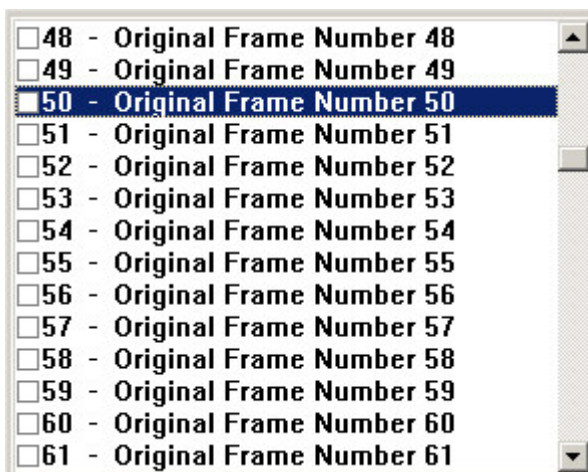 48 - Original Frame Number 48
49 - Original Frame Number 49
50 - Original Frame Number 50
51 - Original Frame Number 51
52 - Original Frame Number 52
53 - Original Frame Number 53
54 - Original Frame Number 54
55 - Original Frame Number 55
56 - Original Frame Number 56
57 - Original Frame Number 57
58 - Original Frame Number 58
59 - Original Frame Number 59
60 - Original Frame Number 60
61 - Original Frame Number 61